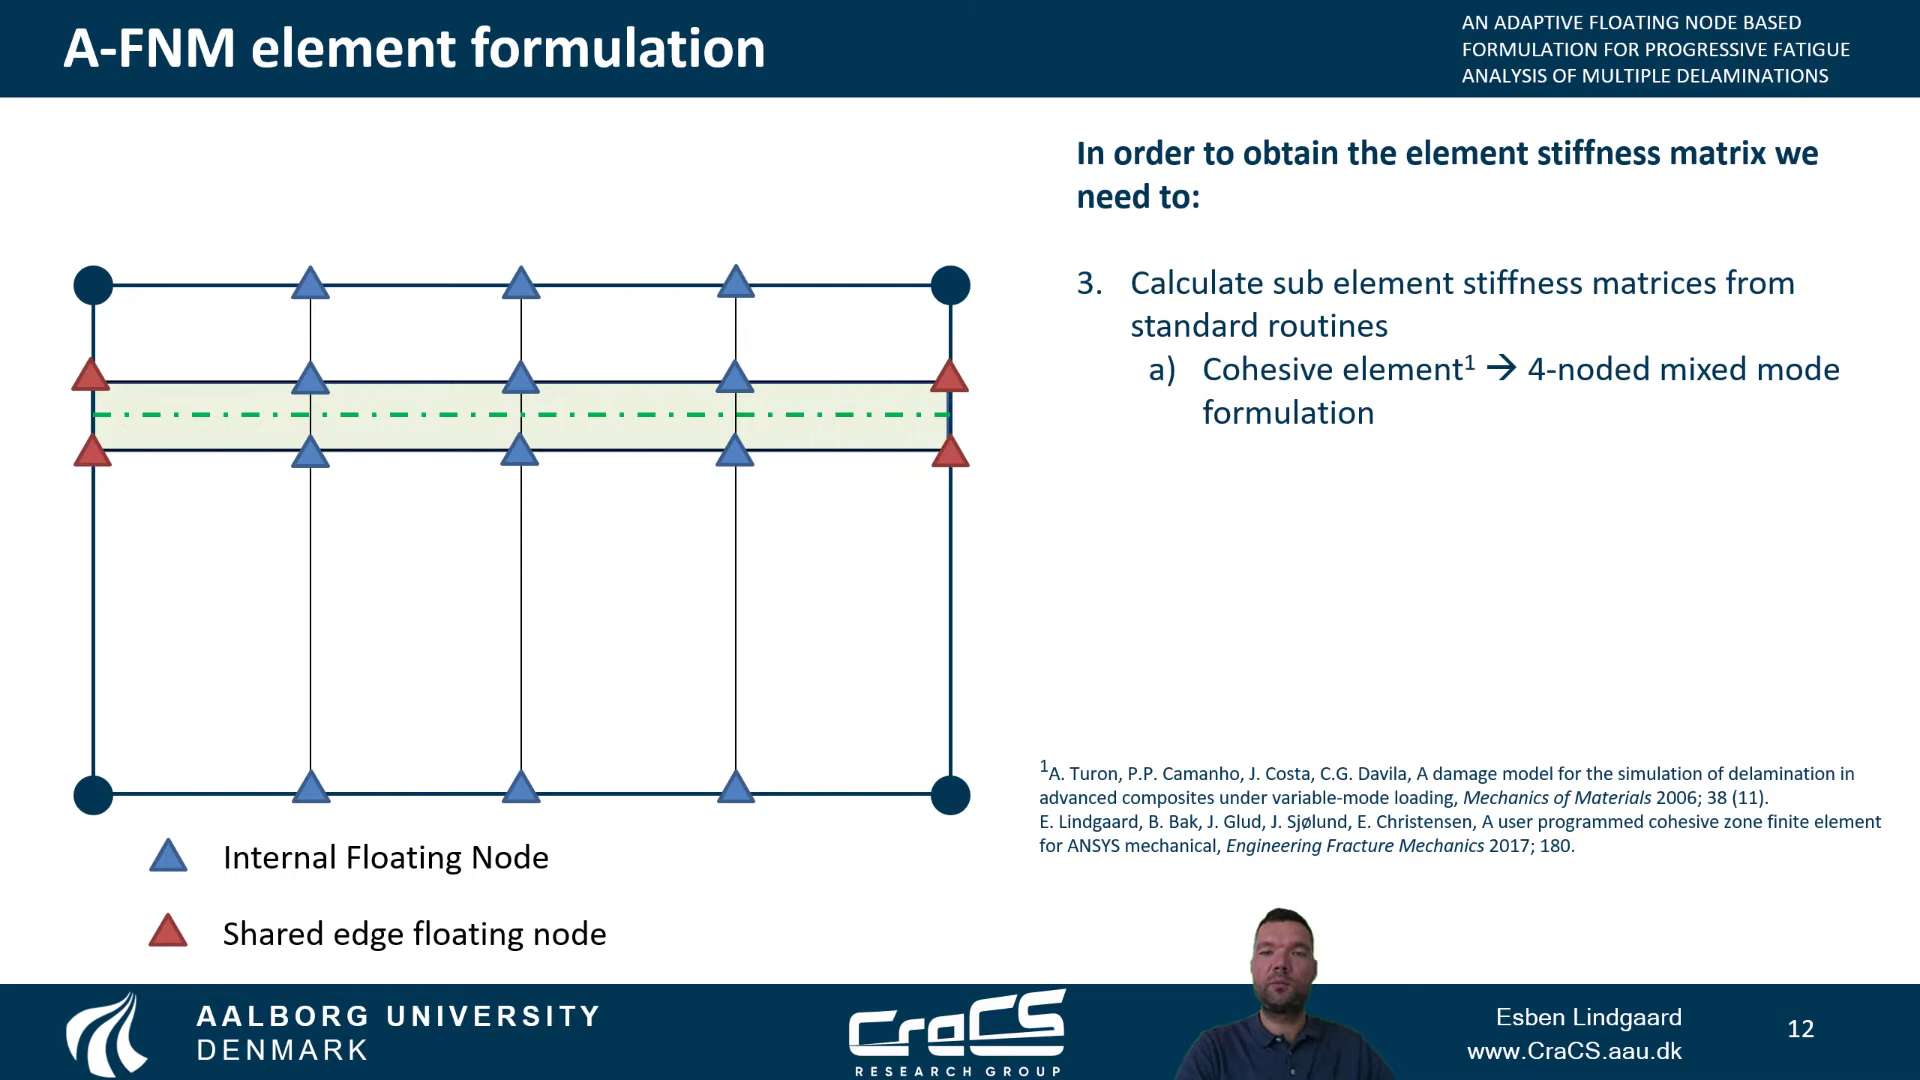 A-FNM element formulation
AN ADAPTIVE FLOATING NODE BASED
FORMULATION FOR PROGRESSIVE FATIGUE
ANALYSIS OF MULTIPLE DELAMINATIONS
In order to obtain the element stiffness matrix we
need to:
3. Calculate sub element stiffness matrices from
standard routines
a) Cohesive element¹ → 4-noded mixed mode
formulation
¹A. Turon, P.P. Camanho, J. Costa, C.G. Davila, A damage model for the simulation of delamination in
advanced composites under variable-mode loading, Mechanics of Materials 2006; 38 (11).
E. Lindgaard, B. Bak, J. Glud, J. Sjølund, E. Christensen, A user programmed cohesive zone finite element
for ANSYS mechanical, Engineering Fracture Mechanics 2017; 180.
Internal Floating Node
Shared edge floating node
AALBORG UNIVERSITY
DENMARK
CraCS
RESEARCH GROUP
Esben Lindgaard
www.CraCS.aau.dk
12